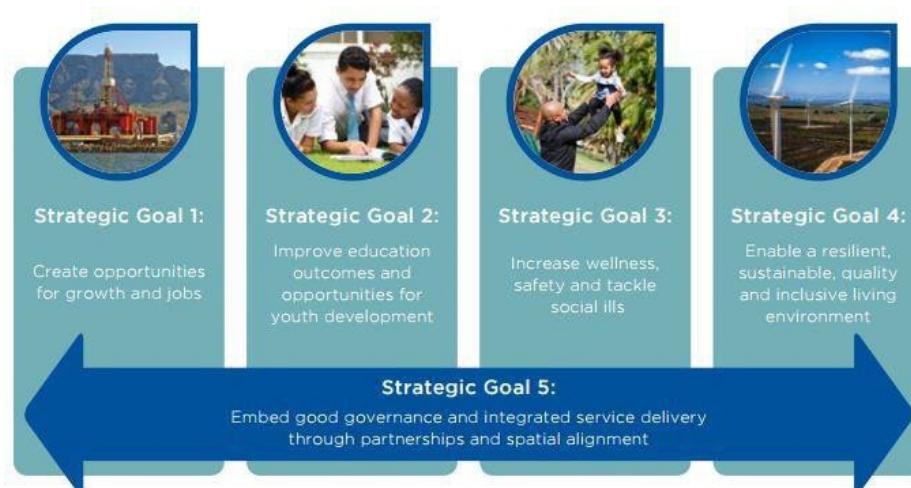 Strategic Goal 1:
Create opportunities
for growth and jobs
Strategic Goal 2:
Improve education
outcomes and
opportunities for
youth development
Strategic Goal 3:
Increase wellness,
safety and tackle
social ills
Strategic Goal 4:
Enable a resilient,
sustainable, quality
and inclusive living
environment
Strategic Goal 5:
Embed good governance and integrated service delivery
through partnerships and spatial alignment